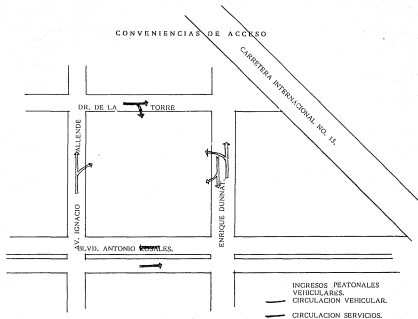 CONVENIENCIAS DE ACCESO
CARRETERA INTERNACIONAL NO. 15.
DR. DE LA TORRE
AV. IGNACIO ALLENDE
ENRIQUE DUNNAT
BLVD. ANTONIO ROSALES.
INGRESOS PEATONALES
VEHICULARES.
CIRCULACION VEHICULAR.
CIRCULACION SERVICIOS.